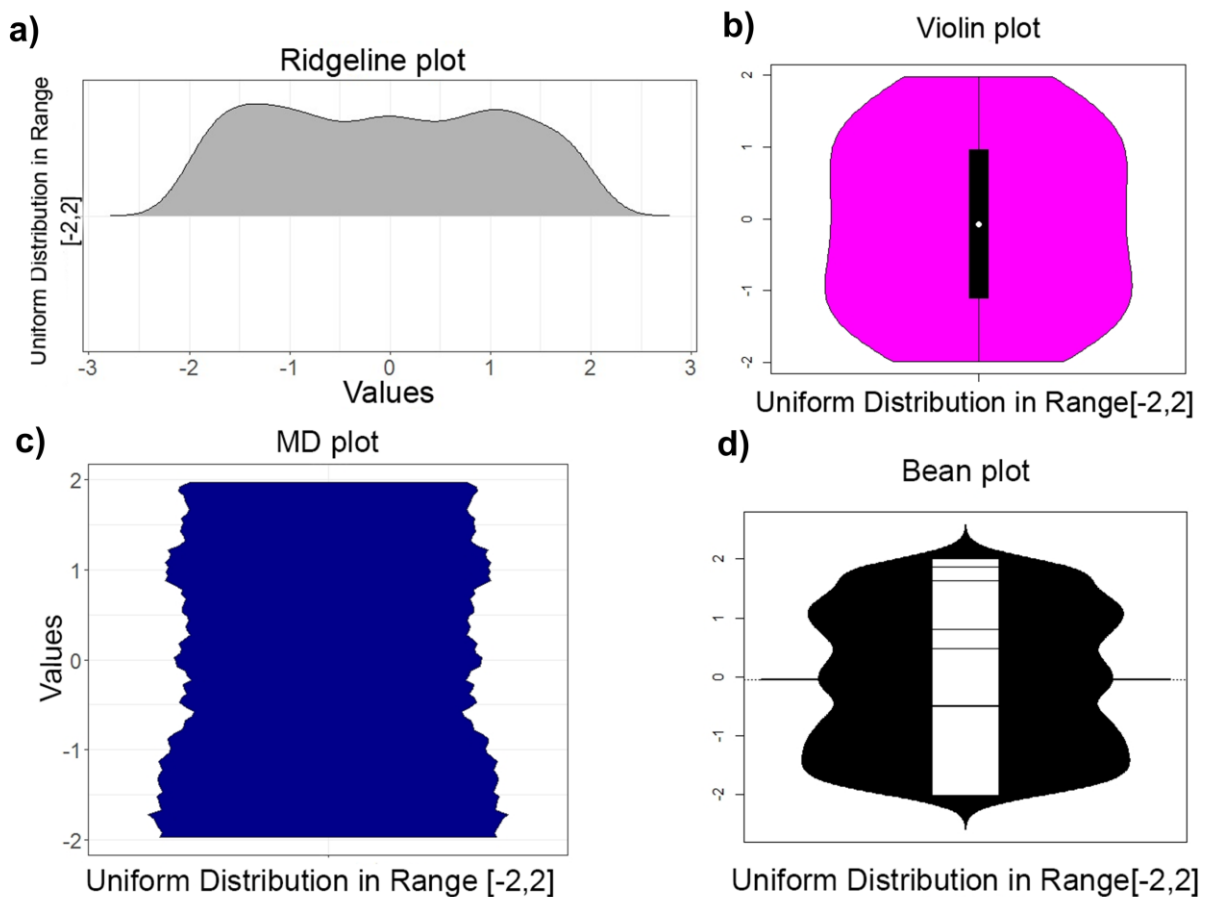 a)
Ridgeline plot
Uniform Distribution in Range
[-2,2]
-3 -2 -1 0 1 2 3
Values
b)
Violin plot
2
1
0
-1
-2
Uniform Distribution in Range[-2,2]
c)
MD plot
Values
2
1
0
-1
-2
Uniform Distribution in Range [-2,2]
d)
Bean plot
2
1
0
-1
-2
Uniform Distribution in Range[-2,2]